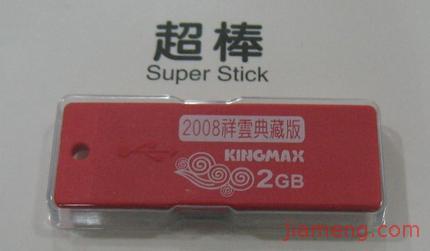 超棒
Super Stick
2008祥雲典藏版
KINGMAX
2GB
jiameng.com